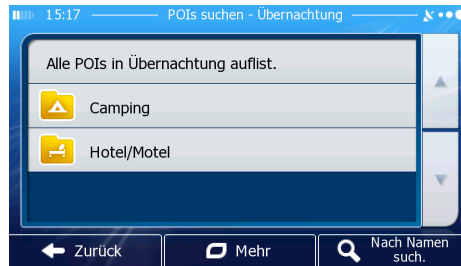 15:17 POIs suchen - Übernachtung
Alle POIs in Übernachtung auflist.
Camping
Hotel/Motel
Zurück
Mehr
Nach Namen
such.